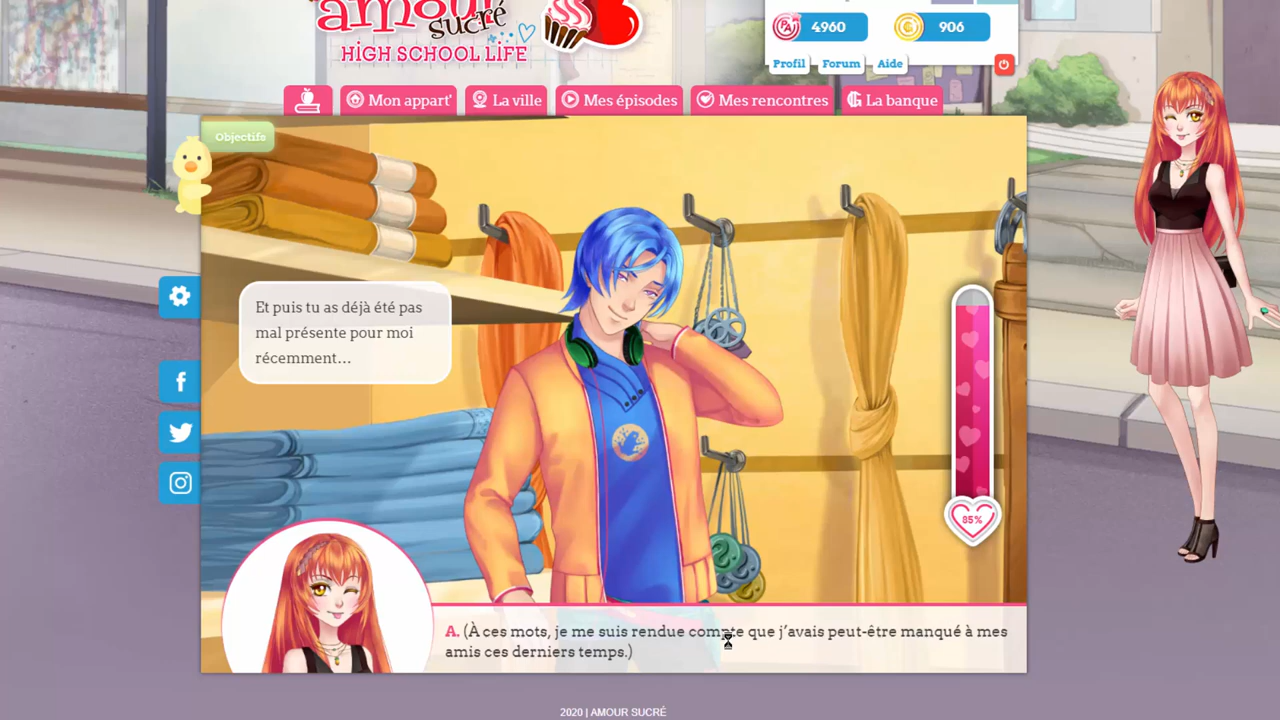 amour
sucré
HiGH SCHOOL LiFE
PA 4960
906
Profil
Forum
Aide
Mon appart'
La ville
Mes épisodes
Mes rencontres
La banque
Objectifs
Et puis tu as déjà été pas
mal présente pour moi
récemment...
85%
A. (À ces mots, je me suis rendue compte que j’avais peut-être manqué à mes
amis ces derniers temps.)
2020 | AMOUR SUCRÉ